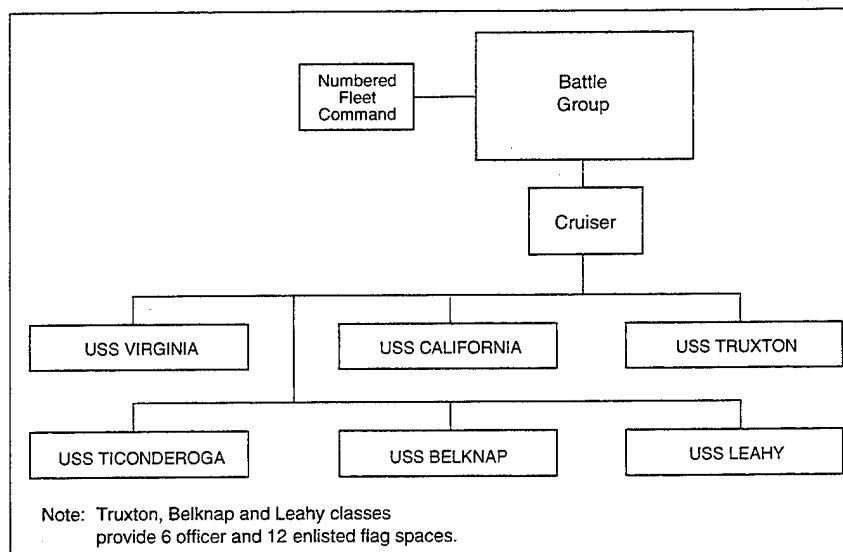 Numbered
Fleet
Command
Battle
Group
Cruiser
USS VIRGINIA
USS CALIFORNIA
USS TRUXTON
USS TICONDEROGA
USS BELKNAP
USS LEAHY
Note: Truxton, Belknap and Leahy classes
provide 6 officer and 12 enlisted flag spaces.